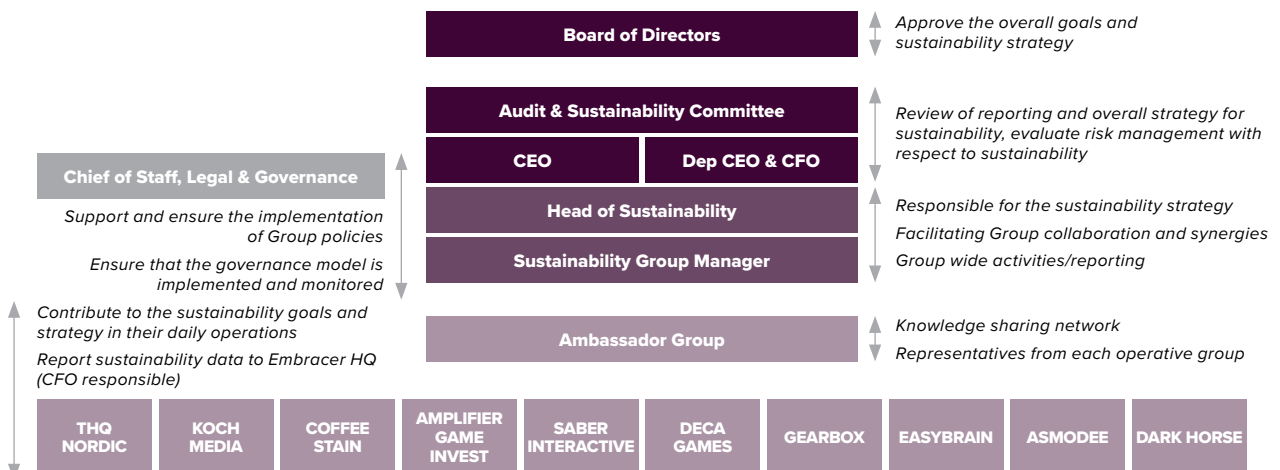 Board of Directors
Approve the overall goals and
sustainability strategy
Audit & Sustainability Committee
CEO
Dep CEO & CFO
Review of reporting and overall strategy for
sustainability, evaluate risk management with
respect to sustainability
Chief of Staff, Legal & Governance
Support and ensure the implementation
of Group policies
Ensure that the governance model is
implemented and monitored
Head of Sustainability
Sustainability Group Manager
Responsible for the sustainability strategy
Facilitating Group collaboration and synergies
Group wide activities/reporting
Contribute to the sustainability goals and
strategy in their daily operations
Report sustainability data to Embracer HQ
(CFO responsible)
Ambassador Group
Knowledge sharing network
Representatives from each operative group
THQ
NORDIC
KOCH
MEDIA
COFFEE
STAIN
AMPLIFIER
GAME
INVEST
SABER
INTERACTIVE
DECA
GAMES
GEARBOX
EASYBRAIN
ASMODEE
DARK HORSE